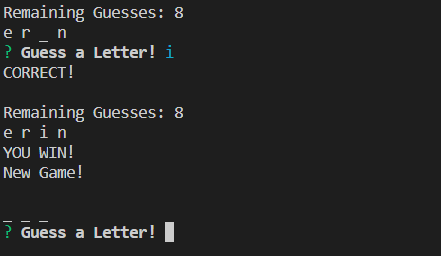 Remaining Guesses: 8
e r _ n
? Guess a Letter! i
CORRECT!
Remaining Guesses: 8
e r i n
YOU WIN!
New Game!
_ _ _
? Guess a Letter!